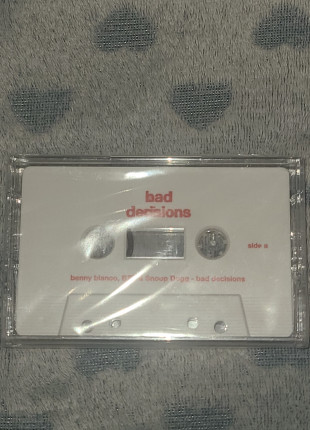 bad
decisions
side a
benny blanco, Snoop Dogg - bad decisions